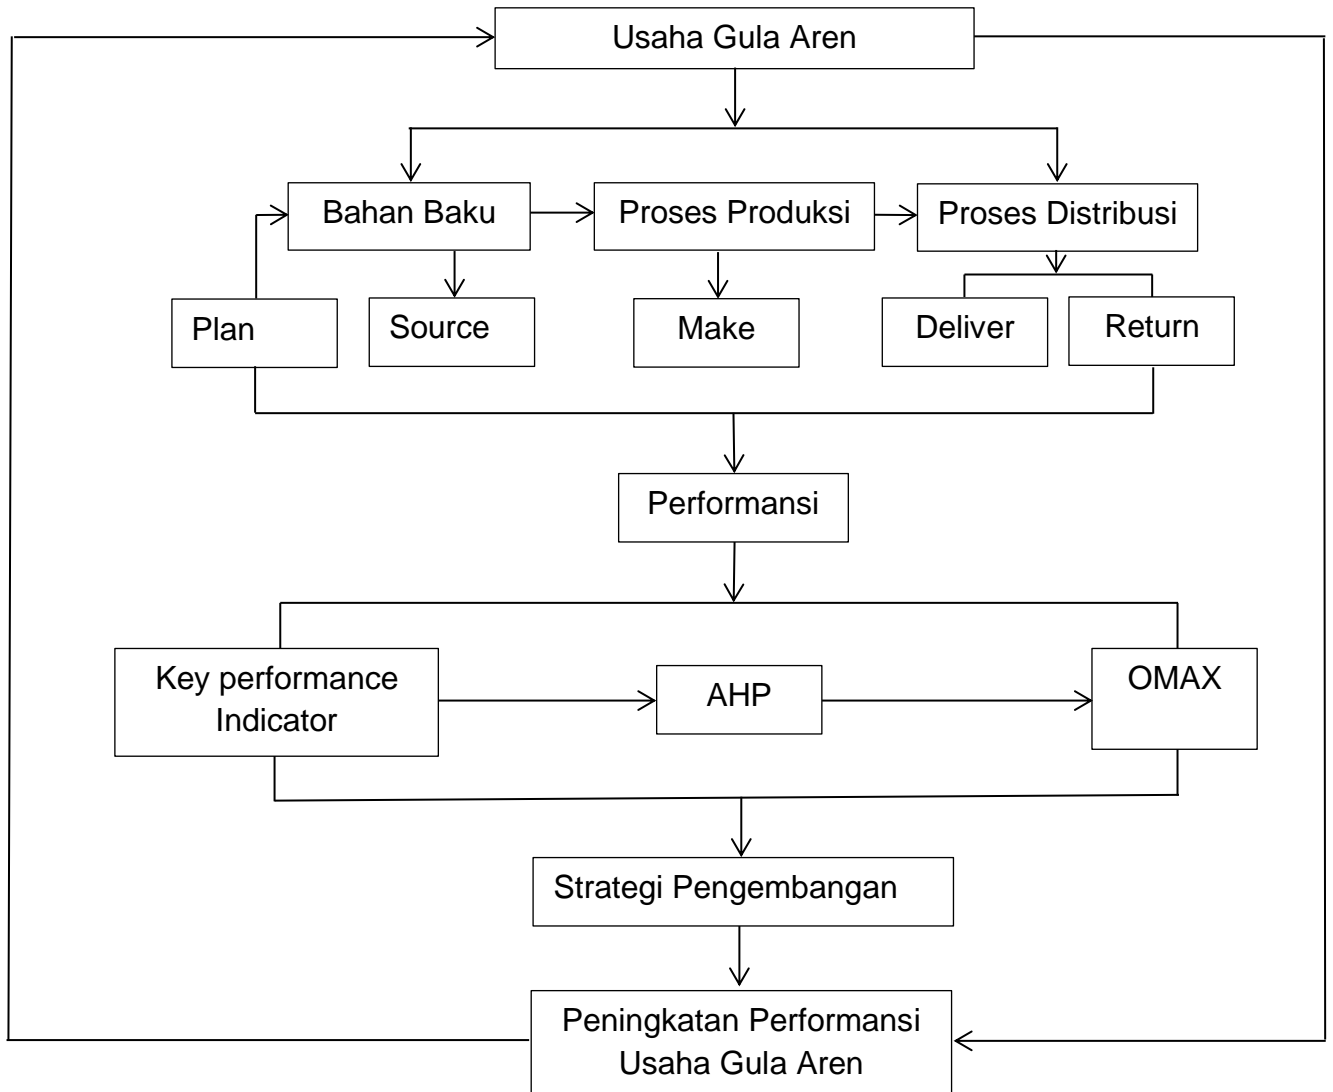 Usaha Gula Aren
Bahan Baku
Proses Produksi
Proses Distribusi
Plan
Source
Make
Deliver
Return
Performansi
Key performance
Indicator
AHP
OMAX
Strategi Pengembangan
Peningkatan Performansi
Usaha Gula Aren